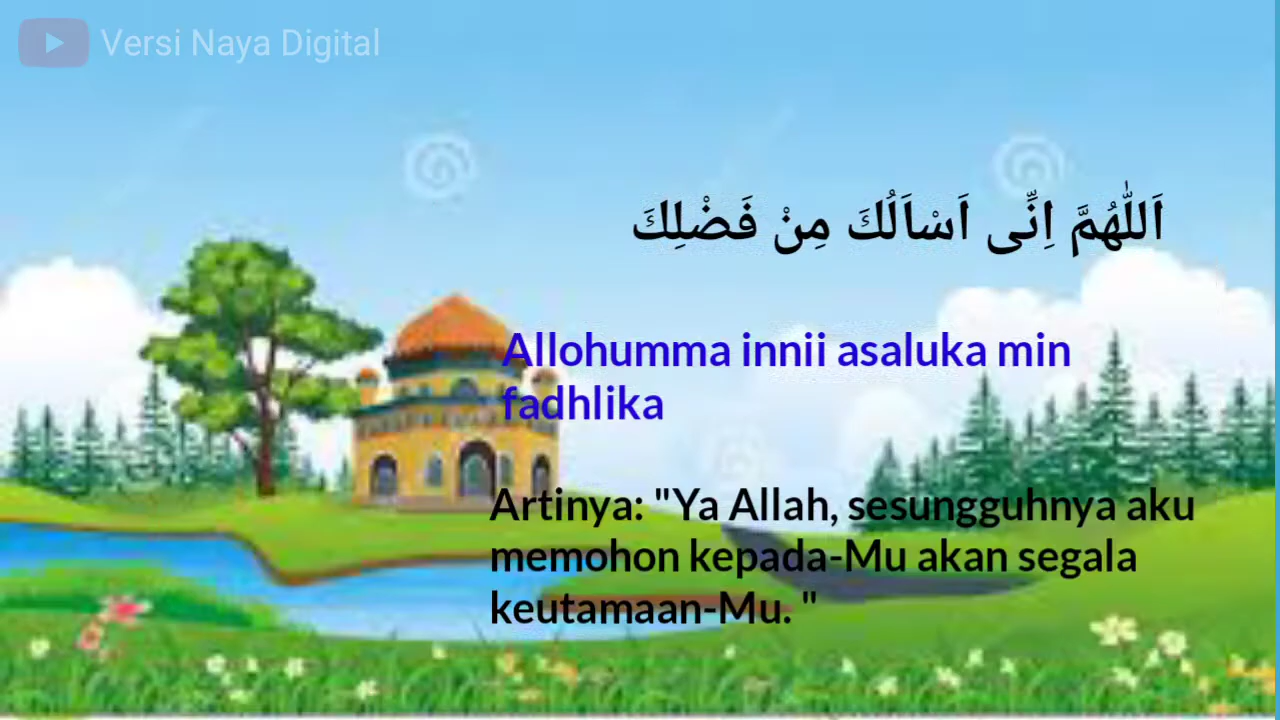 Versi Naya Digital
اَللّٰهُمَّ اِنِّى اَسْاَلُكَ مِنْ فَضْلِكَ
Allohumma innii asaluka min
fadhlika
Artinya: "Ya Allah, sesungguhnya aku
memohon kepada-Mu akan segala
keutamaan-Mu. "